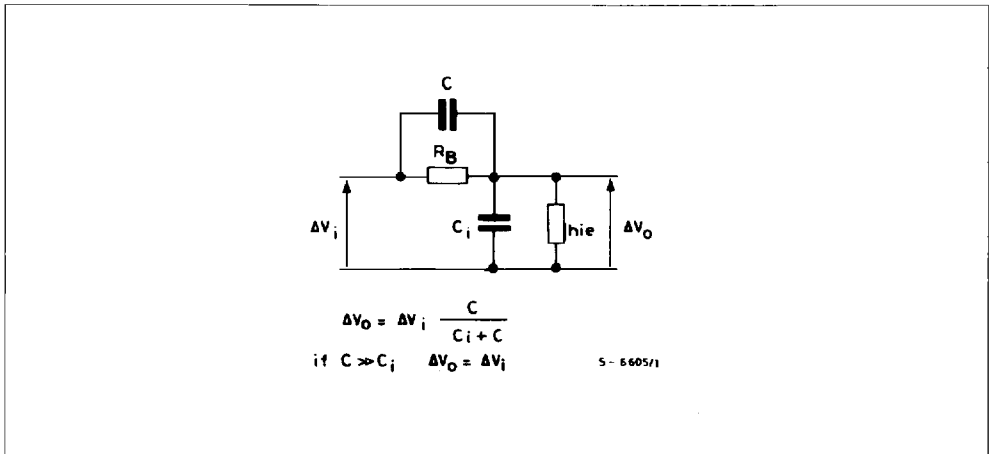 C
R_B
ΔV_i
C_i
hie
ΔV_o
ΔV_o = ΔV_i C / (C_i + C)
if C ≫ C_i ΔV_o = ΔV_i
S - 6605/1